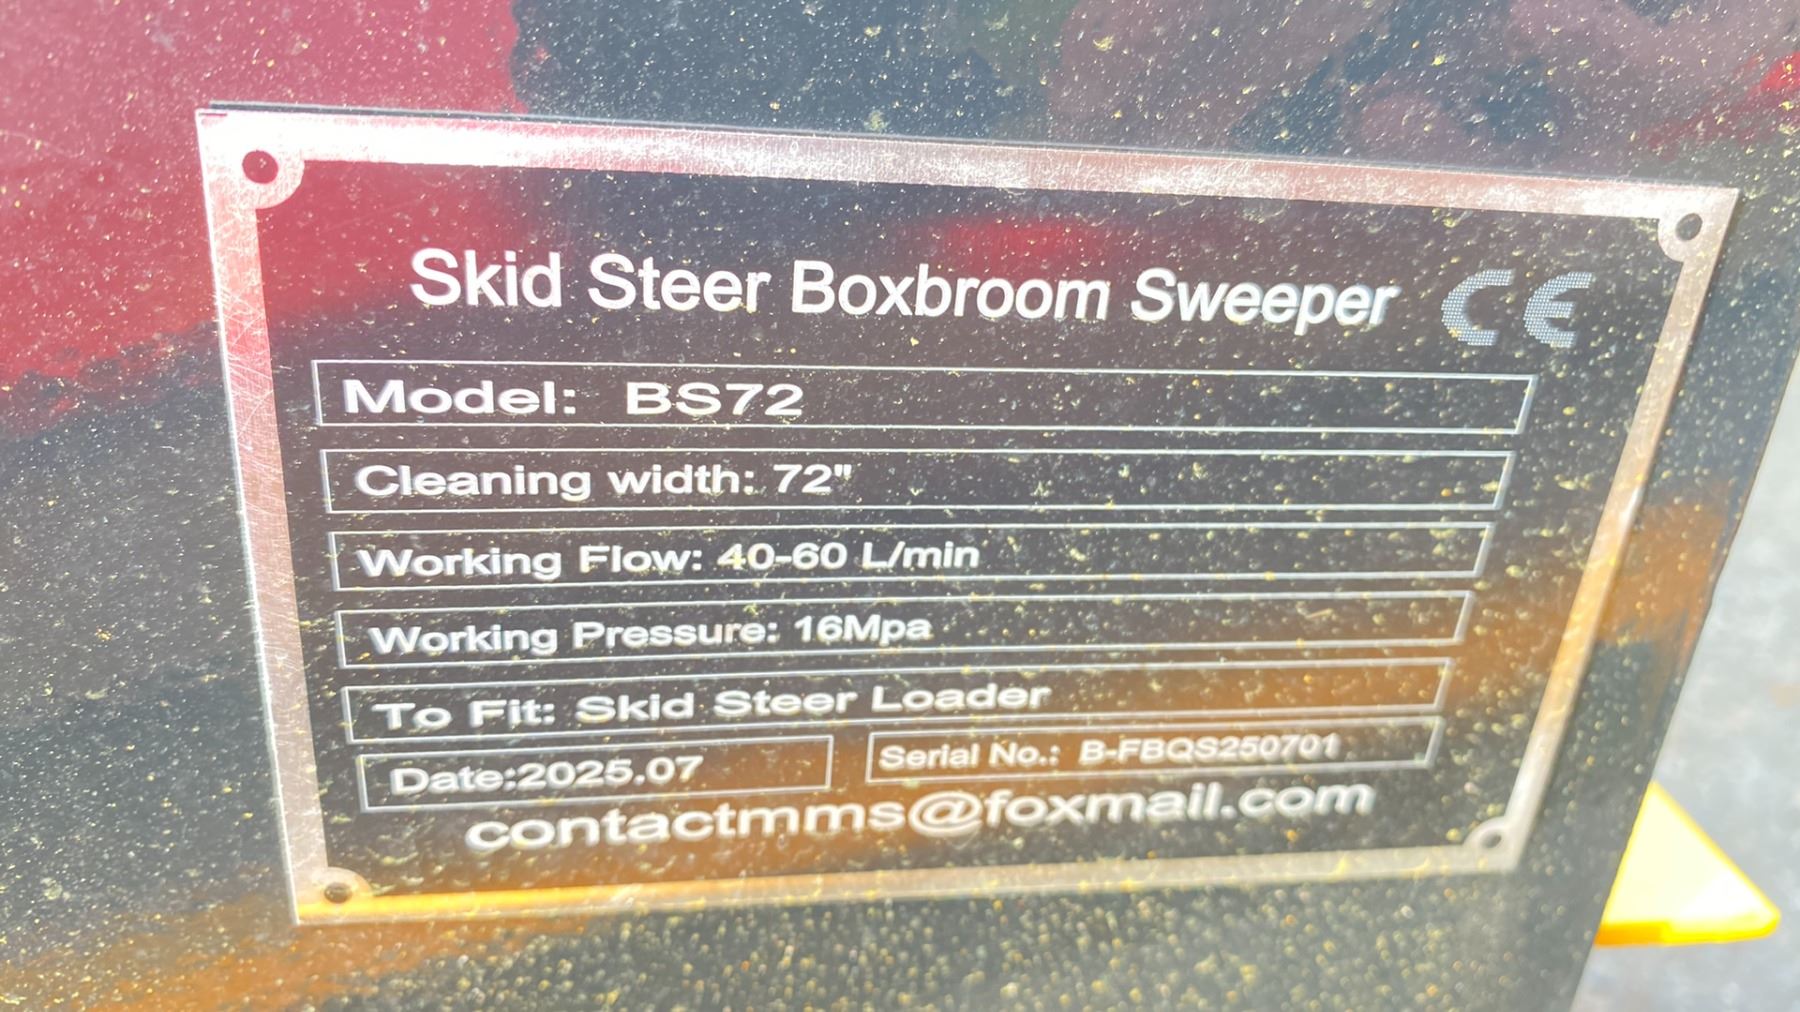 Skid Steer Boxbroom Sweeper CE
Model: BS72
Cleaning width: 72"
Working Flow: 40-60 L/min
Working Pressure: 16Mpa
To Fit: Skid Steer Loader
Date:2025.07 Serial No.: B-FBQS250701
contactmms@foxmail.com